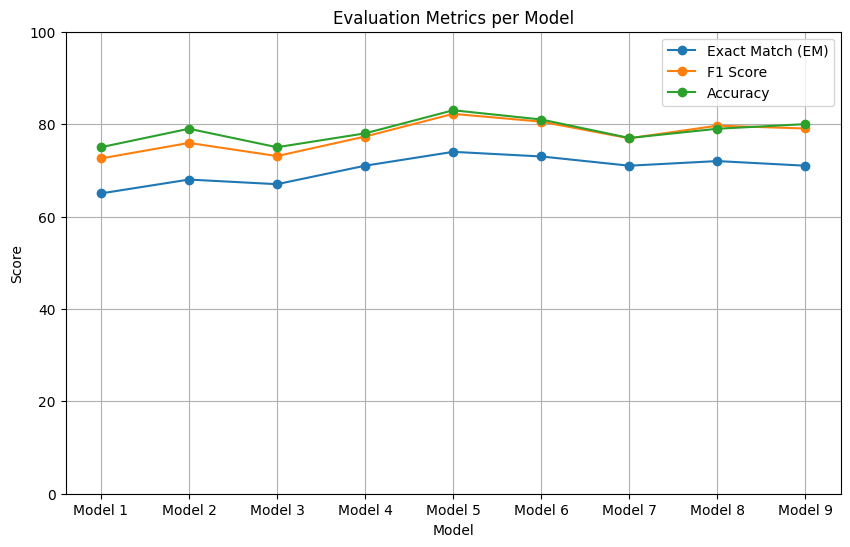 Evaluation Metrics per Model
Exact Match (EM)
F1 Score
Accuracy
100
80
60
40
20
0
Score
Model 1 Model 2 Model 3 Model 4 Model 5 Model 6 Model 7 Model 8 Model 9
Model